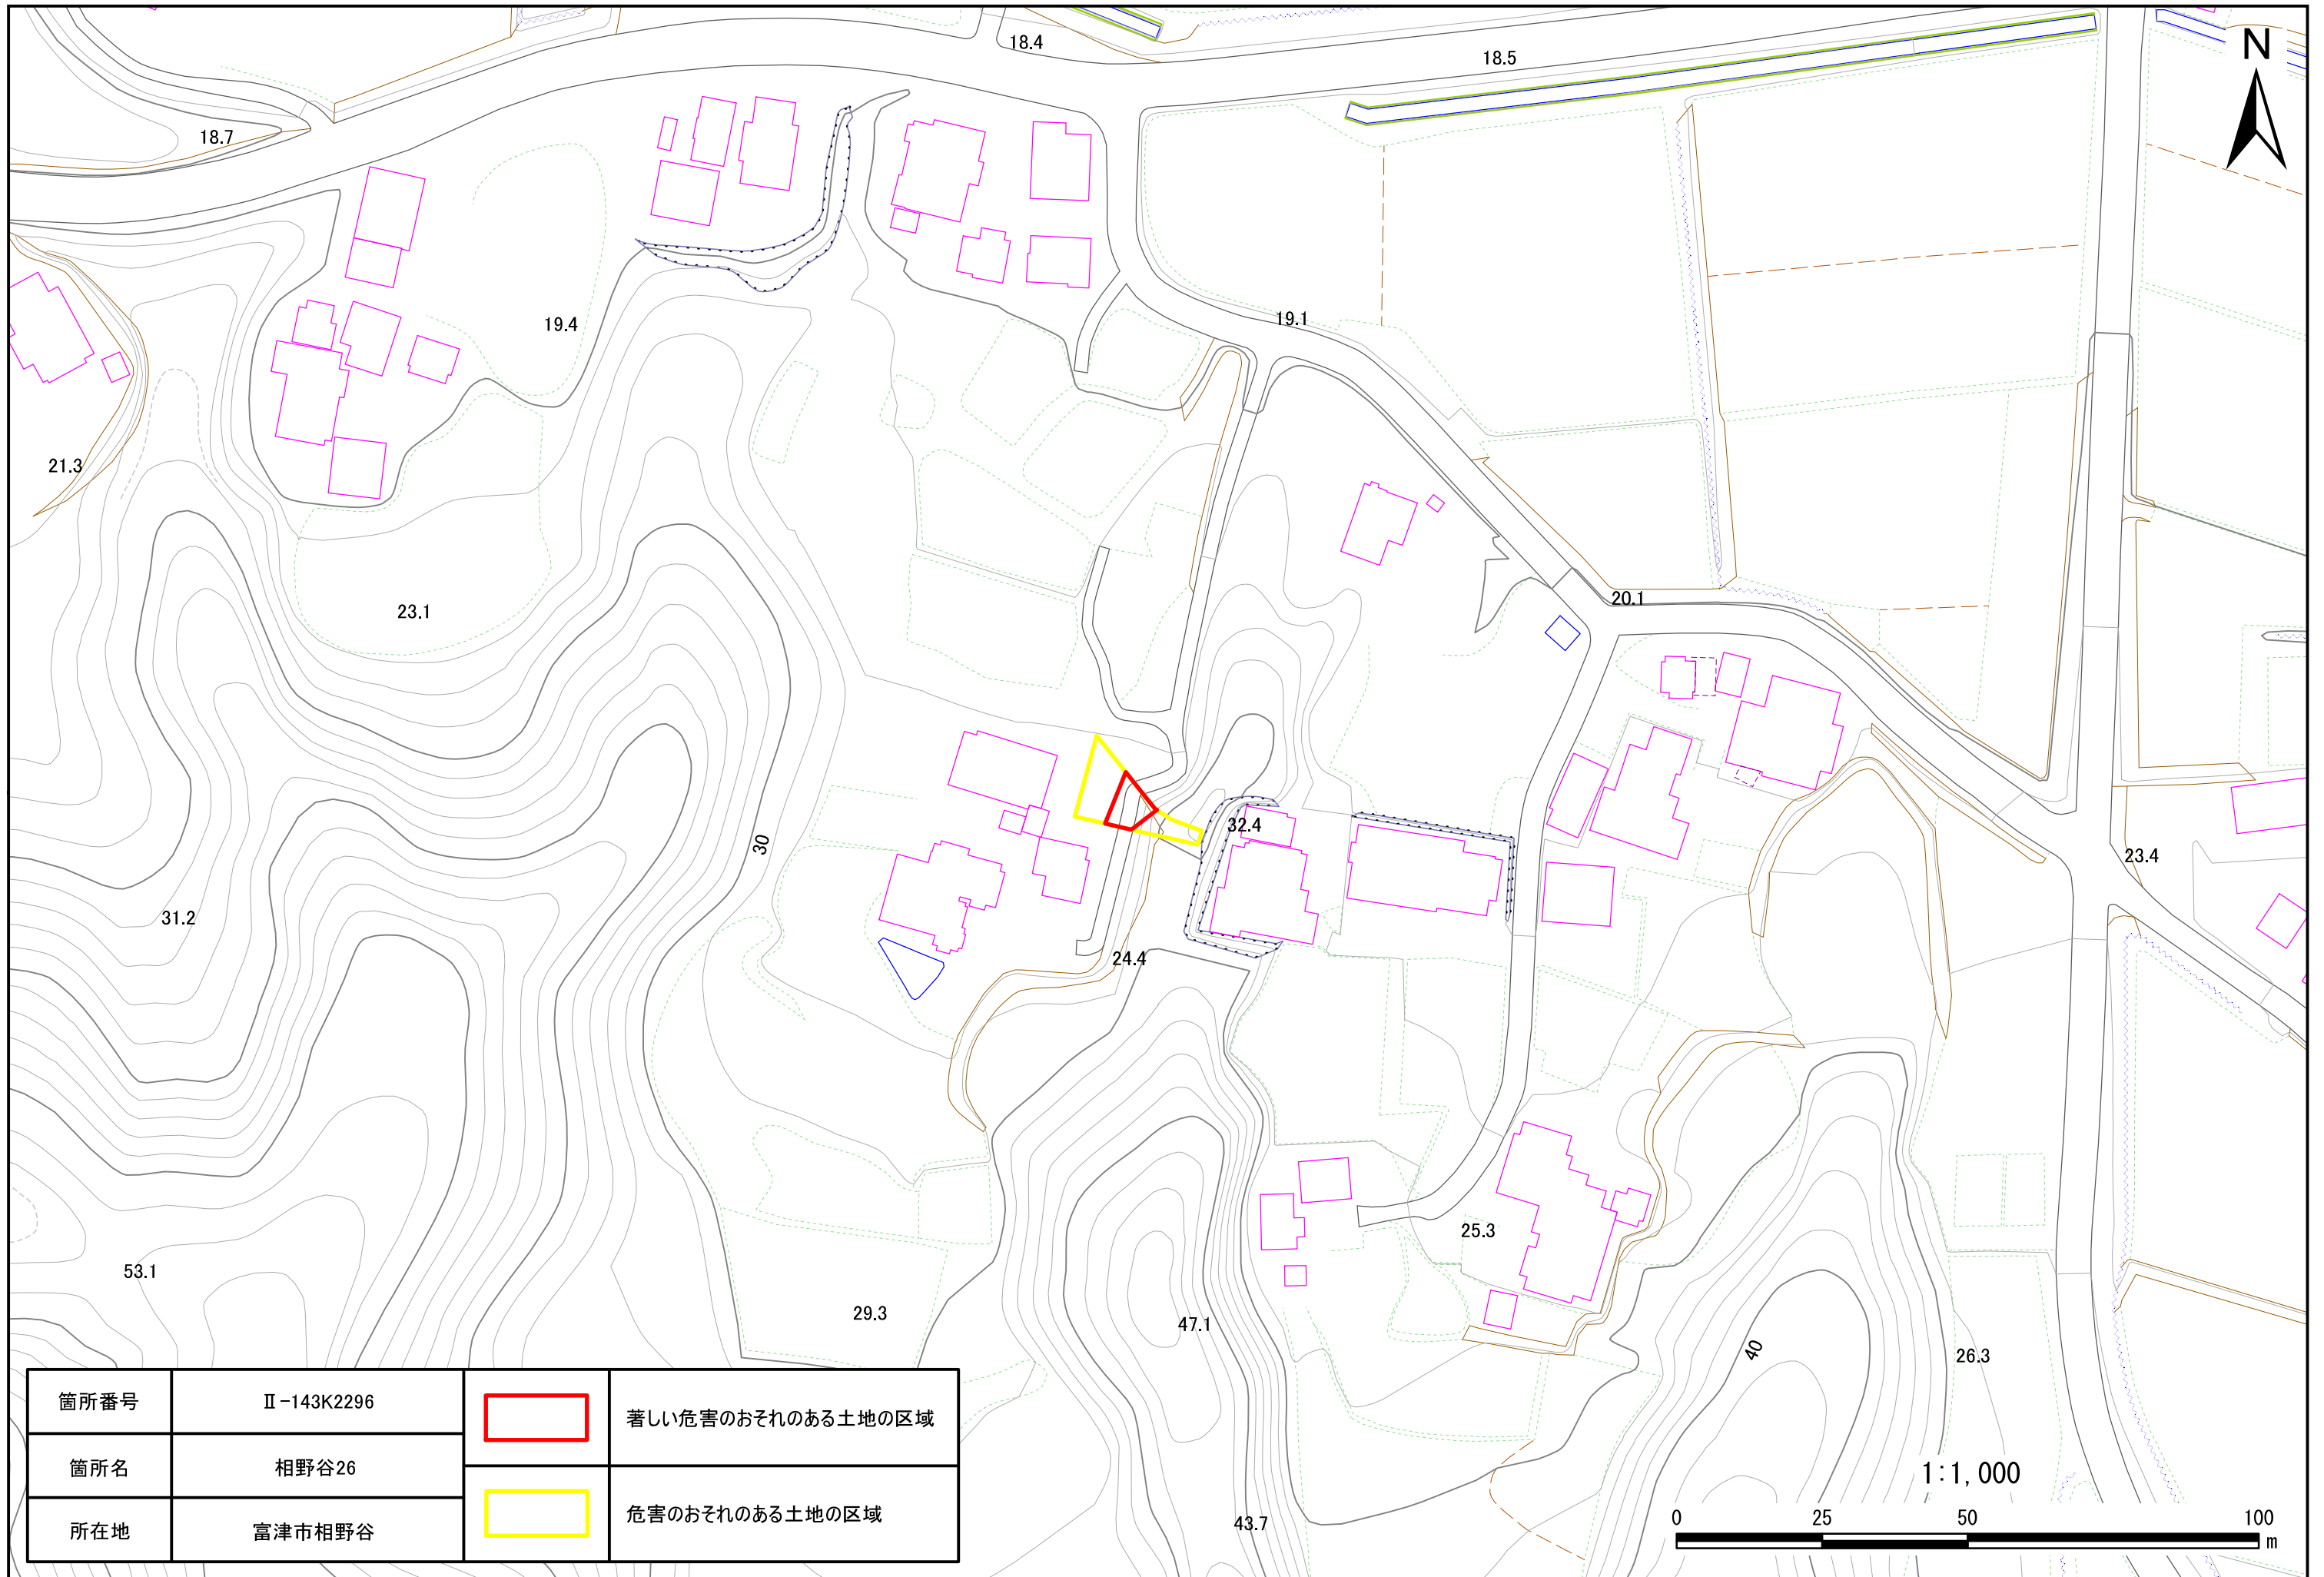 18.4
18.5
N
18.7
19.4
19.1
21.3
23.1
20.1
30
32.4
23.4
31.2
24.4
25.3
53.1
29.3
47.1
40
26.3
43.7
箇所番号 Ⅱ-143K2296
箇所名 相野谷26
所在地 富津市相野谷
著しい危害のおそれのある土地の区域
危害のおそれのある土地の区域
1:1,000
0 25 50 100
m